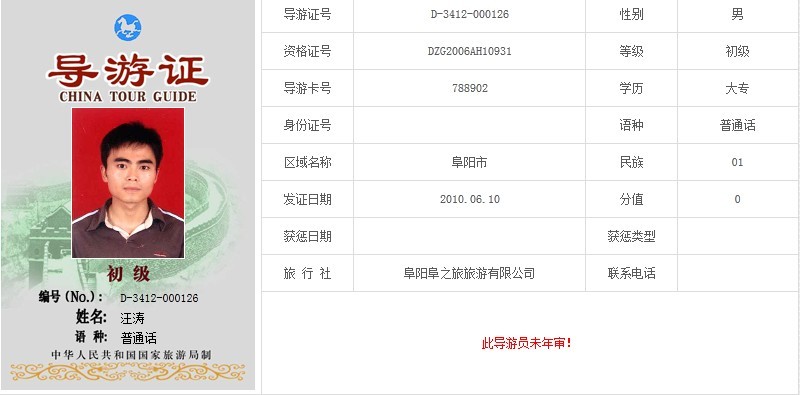 导游证
CHINA TOUR GUIDE
初级
编号(No.)： D-3412-000126
姓名： 汪涛
语 种： 普通话
中华人民共和国国家旅游局制
导游证号 D-3412-000126 性别 男
资格证号 DZG2006AH10931 等级 初级
导游卡号 788902 学历 大专
身份证号 语种 普通话
区域名称 阜阳市 民族 01
发证日期 2010.06.10 分值 0
获惩日期 获惩类型
旅 行 社 阜阳阜之旅旅游有限公司 联系电话
此导游员未年审!